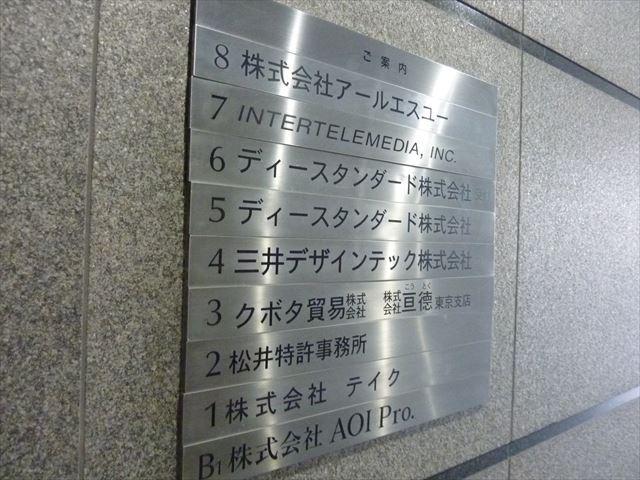 ご案内
8 株式会社アールエスユー
7 INTERTELEMEDIA, INC.
6 ディースタンダード株式会社
5 ディースタンダード株式会社
4 三井デザインテック株式会社
3 クボタ貿易株式会社 株式会社亘徳こうとく東京支店
2 松井特許事務所
1 株式会社 テイク
B1 株式会社 AOI Pro.